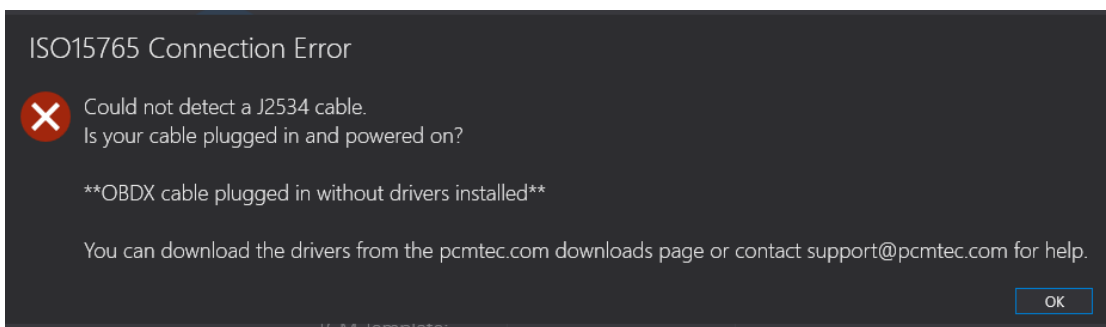 ISO15765 Connection Error
Could not detect a J2534 cable.
Is your cable plugged in and powered on?
**OBDX cable plugged in without drivers installed**
You can download the drivers from the pcmtec.com downloads page or contact support@pcmtec.com for help.
OK